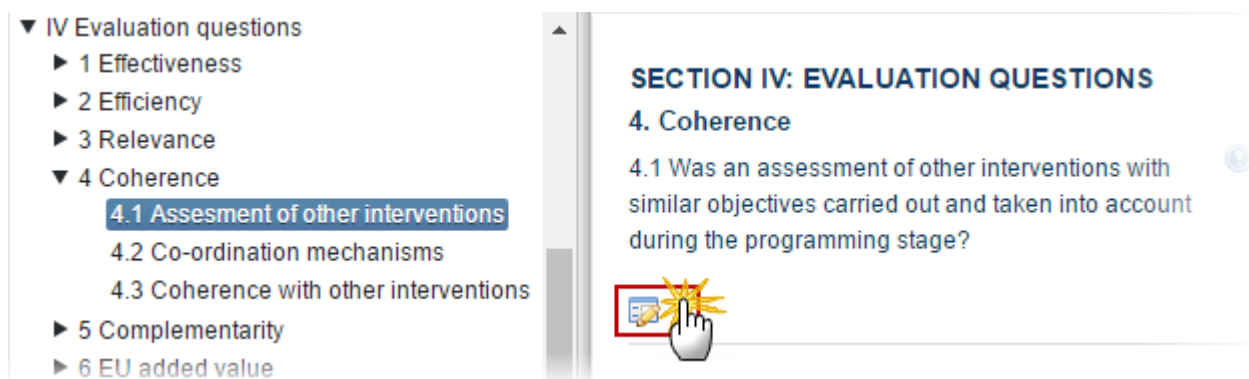 IV Evaluation questions
1 Effectiveness
2 Efficiency
3 Relevance
4 Coherence
4.1 Assesment of other interventions
4.2 Co-ordination mechanisms
4.3 Coherence with other interventions
5 Complementarity
6 EU added value
SECTION IV: EVALUATION QUESTIONS
4. Coherence
4.1 Was an assessment of other interventions with
similar objectives carried out and taken into account
during the programming stage?